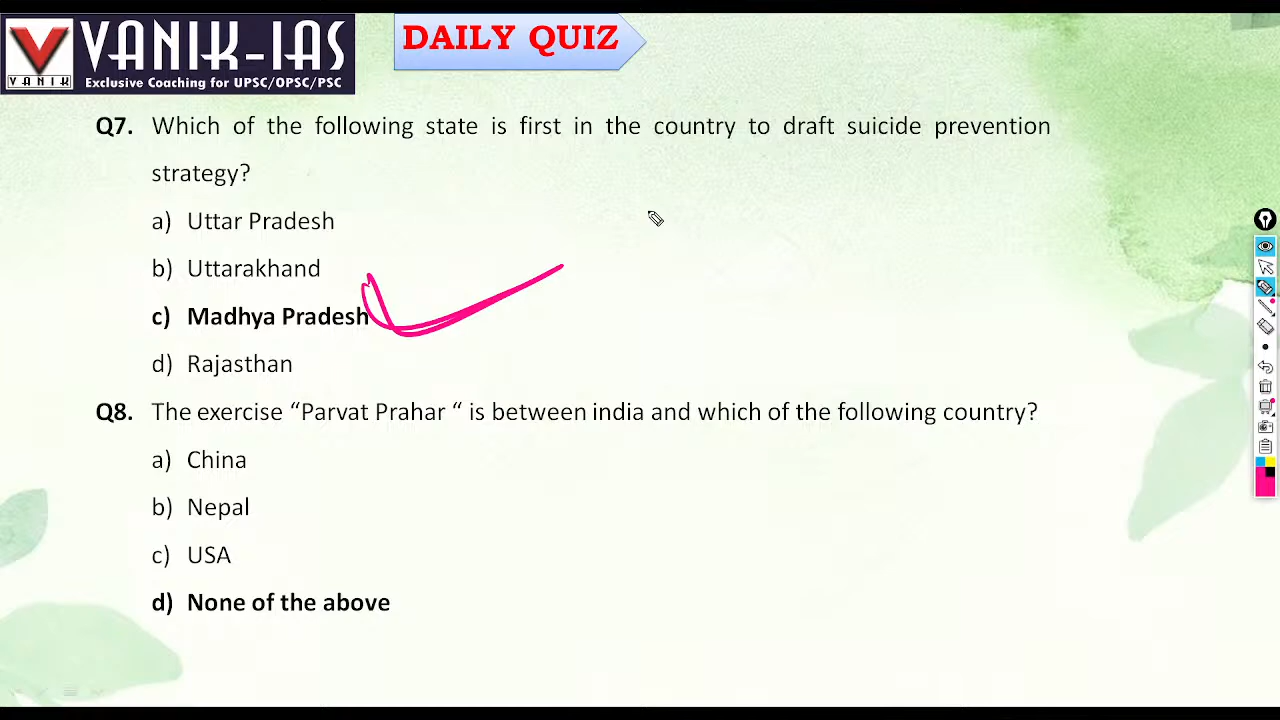 VANIK-IAS
VANIK
Exclusive Coaching for UPSC/OPSC/PSC
DAILY QUIZ
Q7. Which of the following state is first in the country to draft suicide prevention
strategy?
a) Uttar Pradesh
b) Uttarakhand
c) Madhya Pradesh
d) Rajasthan
Q8. The exercise “Parvat Prahar “ is between india and which of the following country?
a) China
b) Nepal
c) USA
d) None of the above